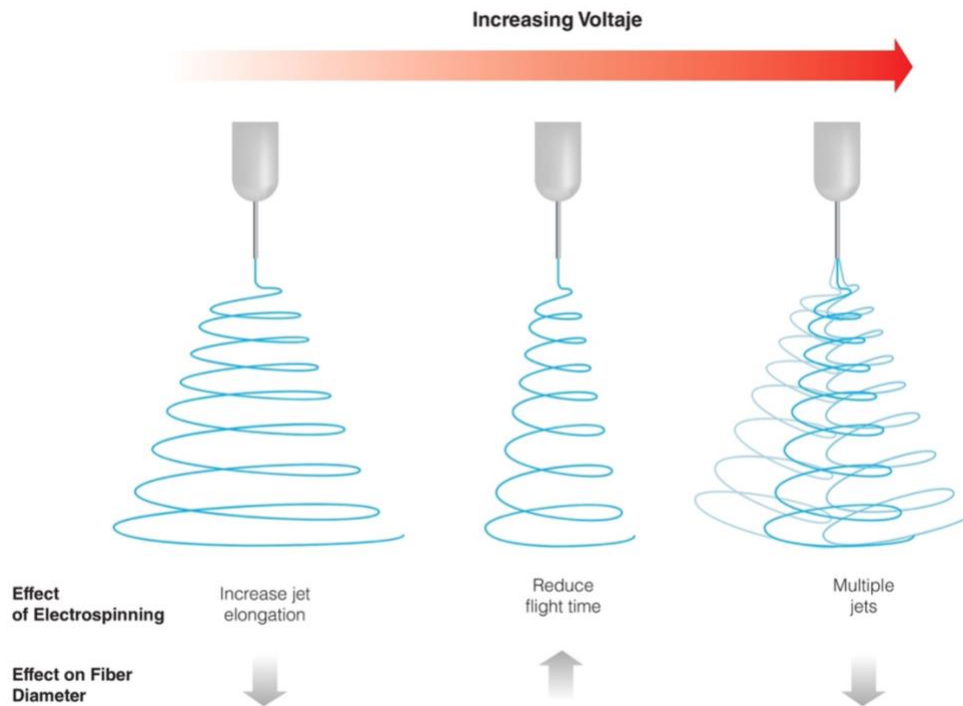 Increasing Voltaje
Effect
of Electrospinning
Increase jet
elongation
Reduce
flight time
Multiple
jets
Effect on Fiber
Diameter